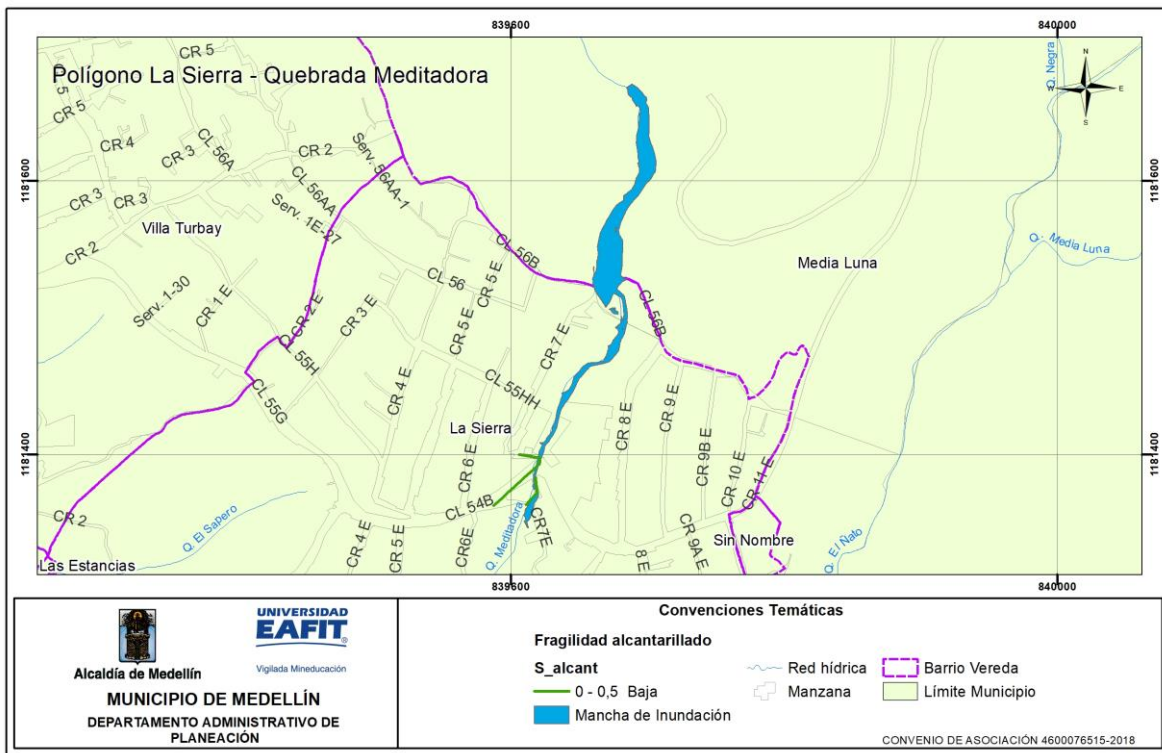 839600
840000
Polígono La Sierra - Quebrada Meditadora
CR 5
CR 5
CR 5
CR 4
CR 3
CR 2
CL 56A
Serv. 56AA-1
CL 56AA
Serv. 1E-27
CR 3
CR 3
CR 2
Villa Turbay
Serv. 1-30
CR 1 E
CR 2 E
CR 3 E
CL 55H
CL 55G
CL 56
CR 5 E
CL 56B
CR 5 E
CR 7 E
CL 56B
CL 55HH
CR 4 E
La Sierra
CR 6 E
CL 54B
CR 8 E
CR 9 E
CR 9B E
CR 10 E
CR 11 E
Media Luna
Q. Negra
Q. Media Luna
N
E
S
1181600
1181600
1181400
1181400
CR 2
Las Estancias
Q. El Sapero
CR 4 E
CR 5 E
CR6E
Q. Meditadora
CR7E
8 E
CR 9A E
Sin Nombre
Q. El Ñato
839600
840000
Alcaldía de Medellín
UNIVERSIDAD
EAFIT
®
Vigilada Mineducación
MUNICIPIO DE MEDELLÍN
DEPARTAMENTO ADMINISTRATIVO DE
PLANEACIÓN
Convenciones Temáticas
Fragilidad alcantarillado
S_alcant
0 - 0,5 Baja
Mancha de Inundación
Red hídrica
Manzana
Barrio Vereda
Límite Municipio
CONVENIO DE ASOCIACIÓN 4600076515-2018